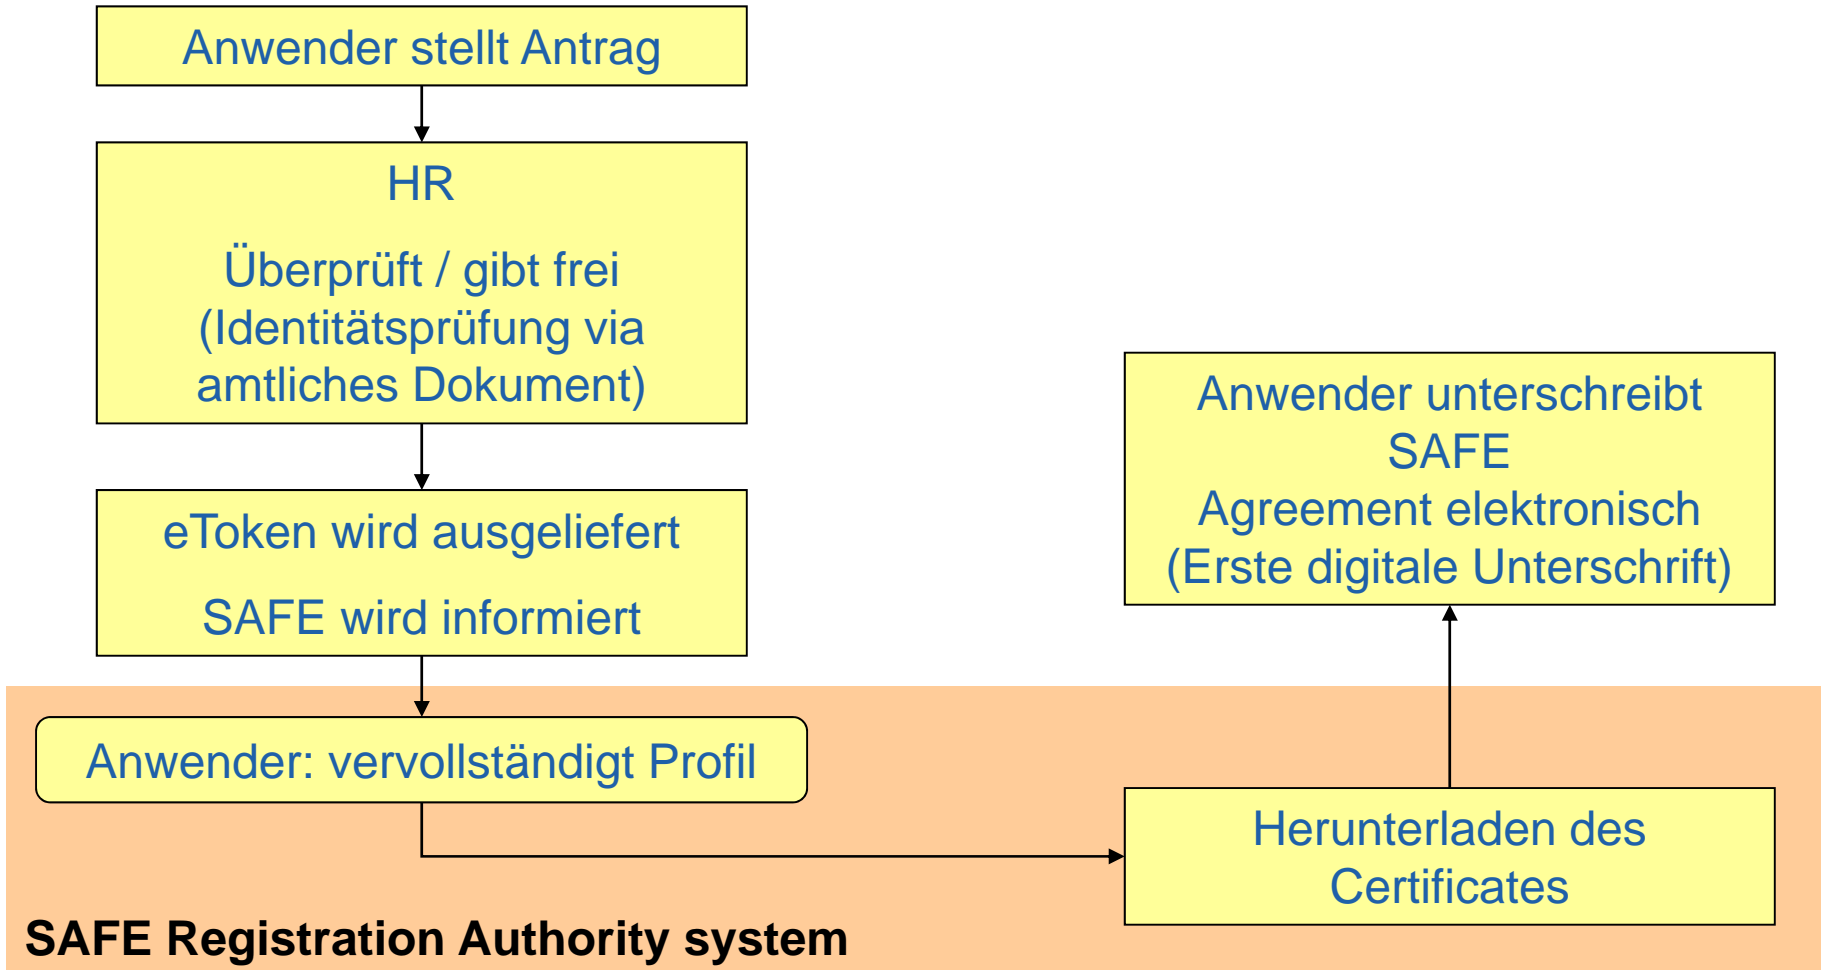 Anwender stellt Antrag
HR
Überprüft / gibt frei
(Identitätsprüfung via
amtliches Dokument)
eToken wird ausgeliefert
SAFE wird informiert
Anwender: vervollständigt Profil
Herunterladen des
Certificates
Anwender unterschreibt
SAFE
Agreement elektronisch
(Erste digitale Unterschrift)
SAFE Registration Authority system